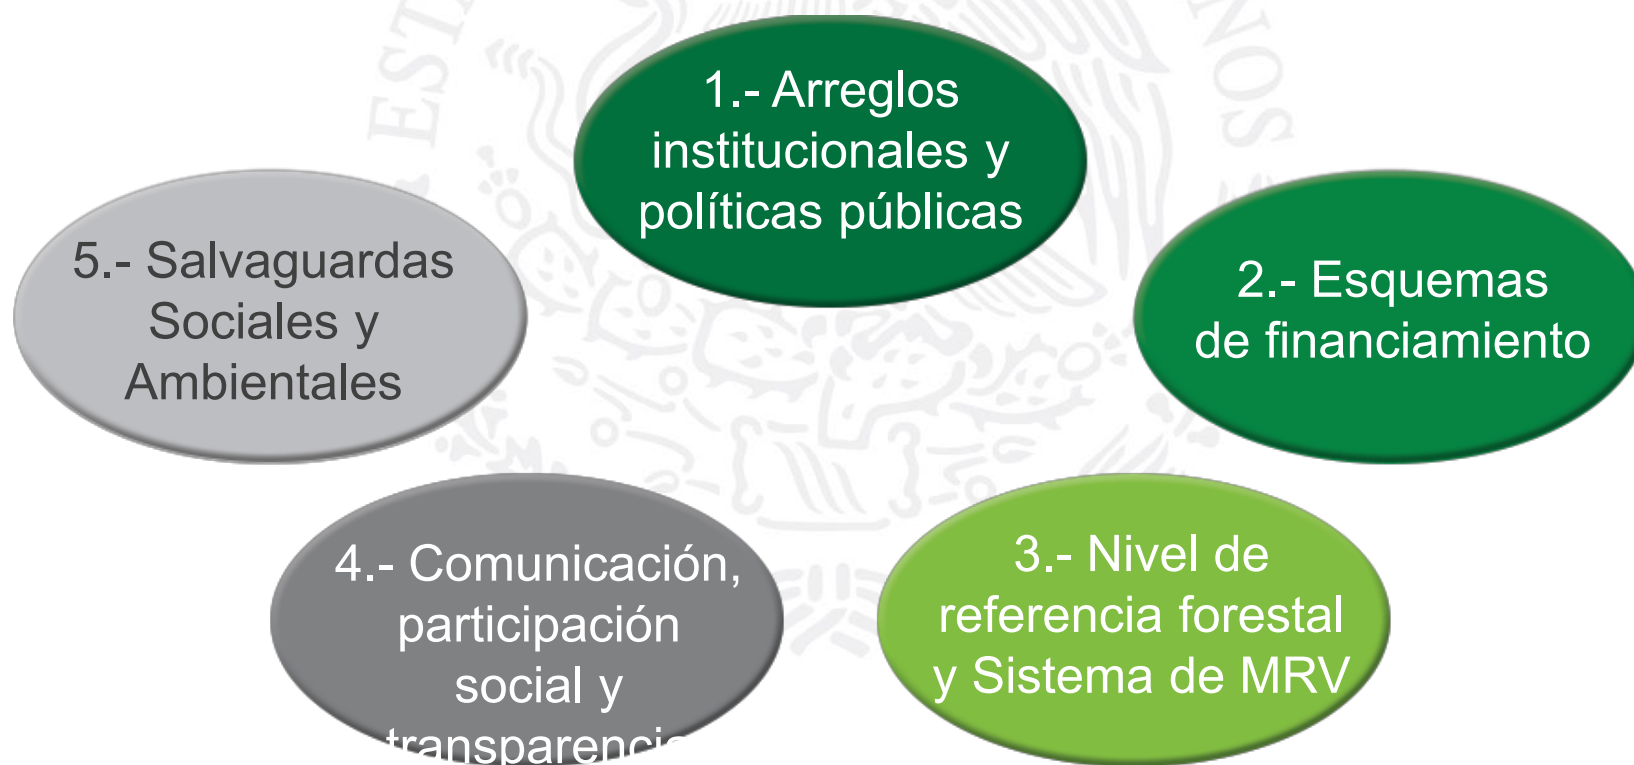 1.- Arreglos
institucionales y
políticas públicas
2.- Esquemas
de financiamiento
3.- Nivel de
referencia forestal
y Sistema de MRV
4.- Comunicación,
participación
social y
transparencia
5.- Salvaguardas
Sociales y
Ambientales